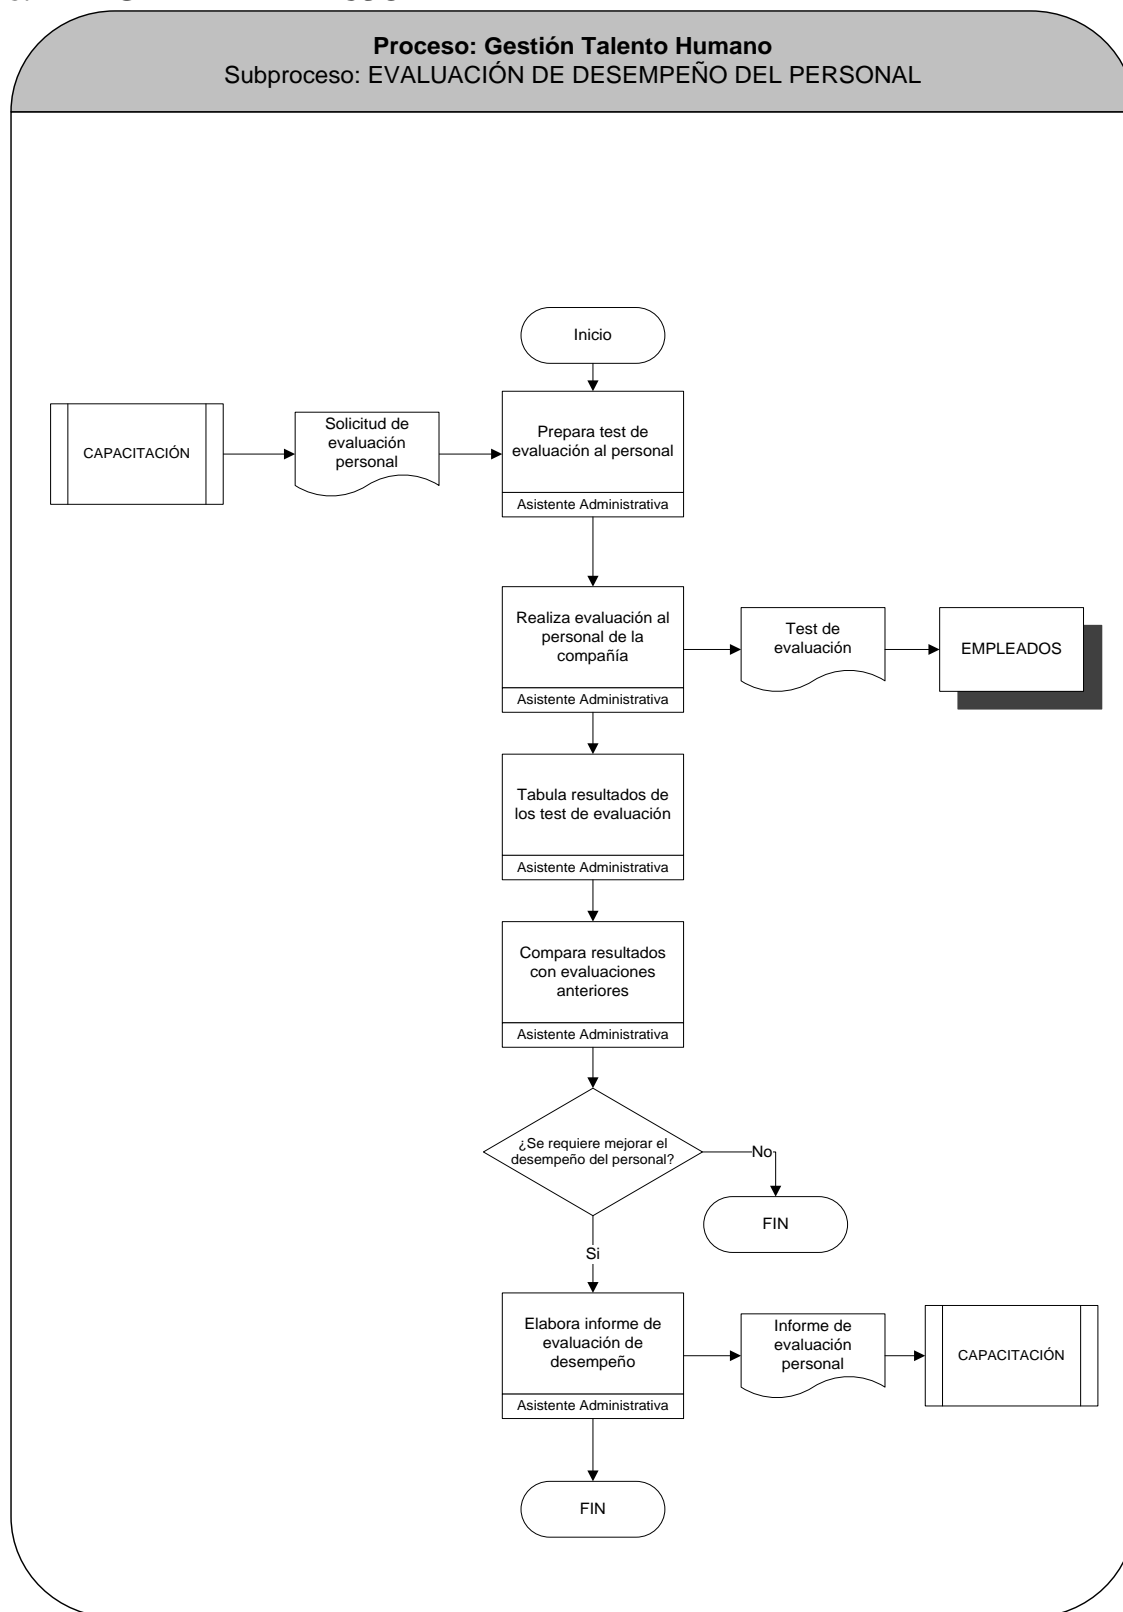 Proceso: Gestión Talento Humano
Subproceso: EVALUACIÓN DE DESEMPEÑO DEL PERSONAL
Inicio
CAPACITACIÓN
Solicitud de
evaluación
personal
Prepara test de
evaluación al personal
Asistente Administrativa
Realiza evaluación al
personal de la
compañía
Asistente Administrativa
Test de
evaluación
EMPLEADOS
Tabula resultados de
los test de evaluación
Asistente Administrativa
Compara resultados
con evaluaciones
anteriores
Asistente Administrativa
¿Se requiere mejorar el
desempeño del personal?
No
FIN
Si
Elabora informe de
evaluación de
desempeño
Asistente Administrativa
Informe de
evaluación
personal
CAPACITACIÓN
FIN